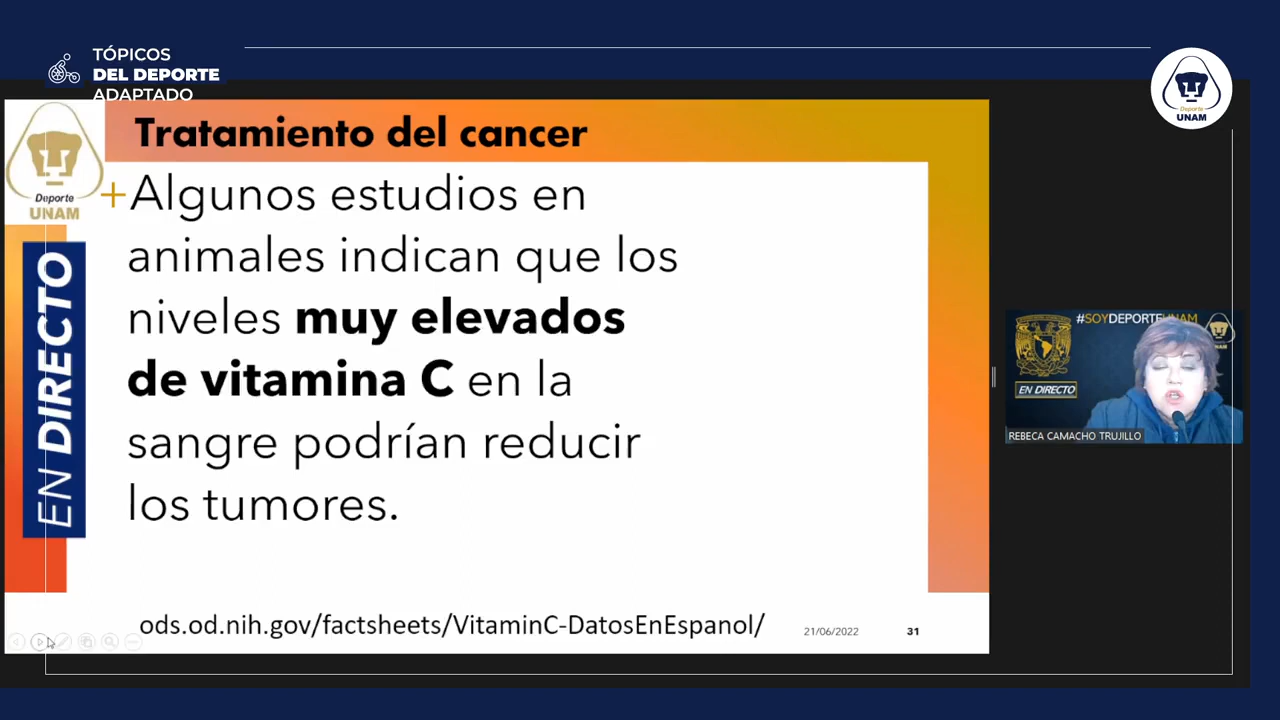 TÓPICOS
DEL DEPORTE
ADAPTADO
Deporte
UNAM
Deporte
UNAM
EN DIRECTO
Tratamiento del cancer
+Algunos estudios en
animales indican que los
niveles muy elevados
de vitamina C en la
sangre podrían reducir
los tumores.
ods.od.nih.gov/factsheets/VitaminC-DatosEnEspanol/
21/06/2022
31
#SOYDEPORTEUNAM
EN DIRECTO
REBECA CAMACHO TRUJILLO